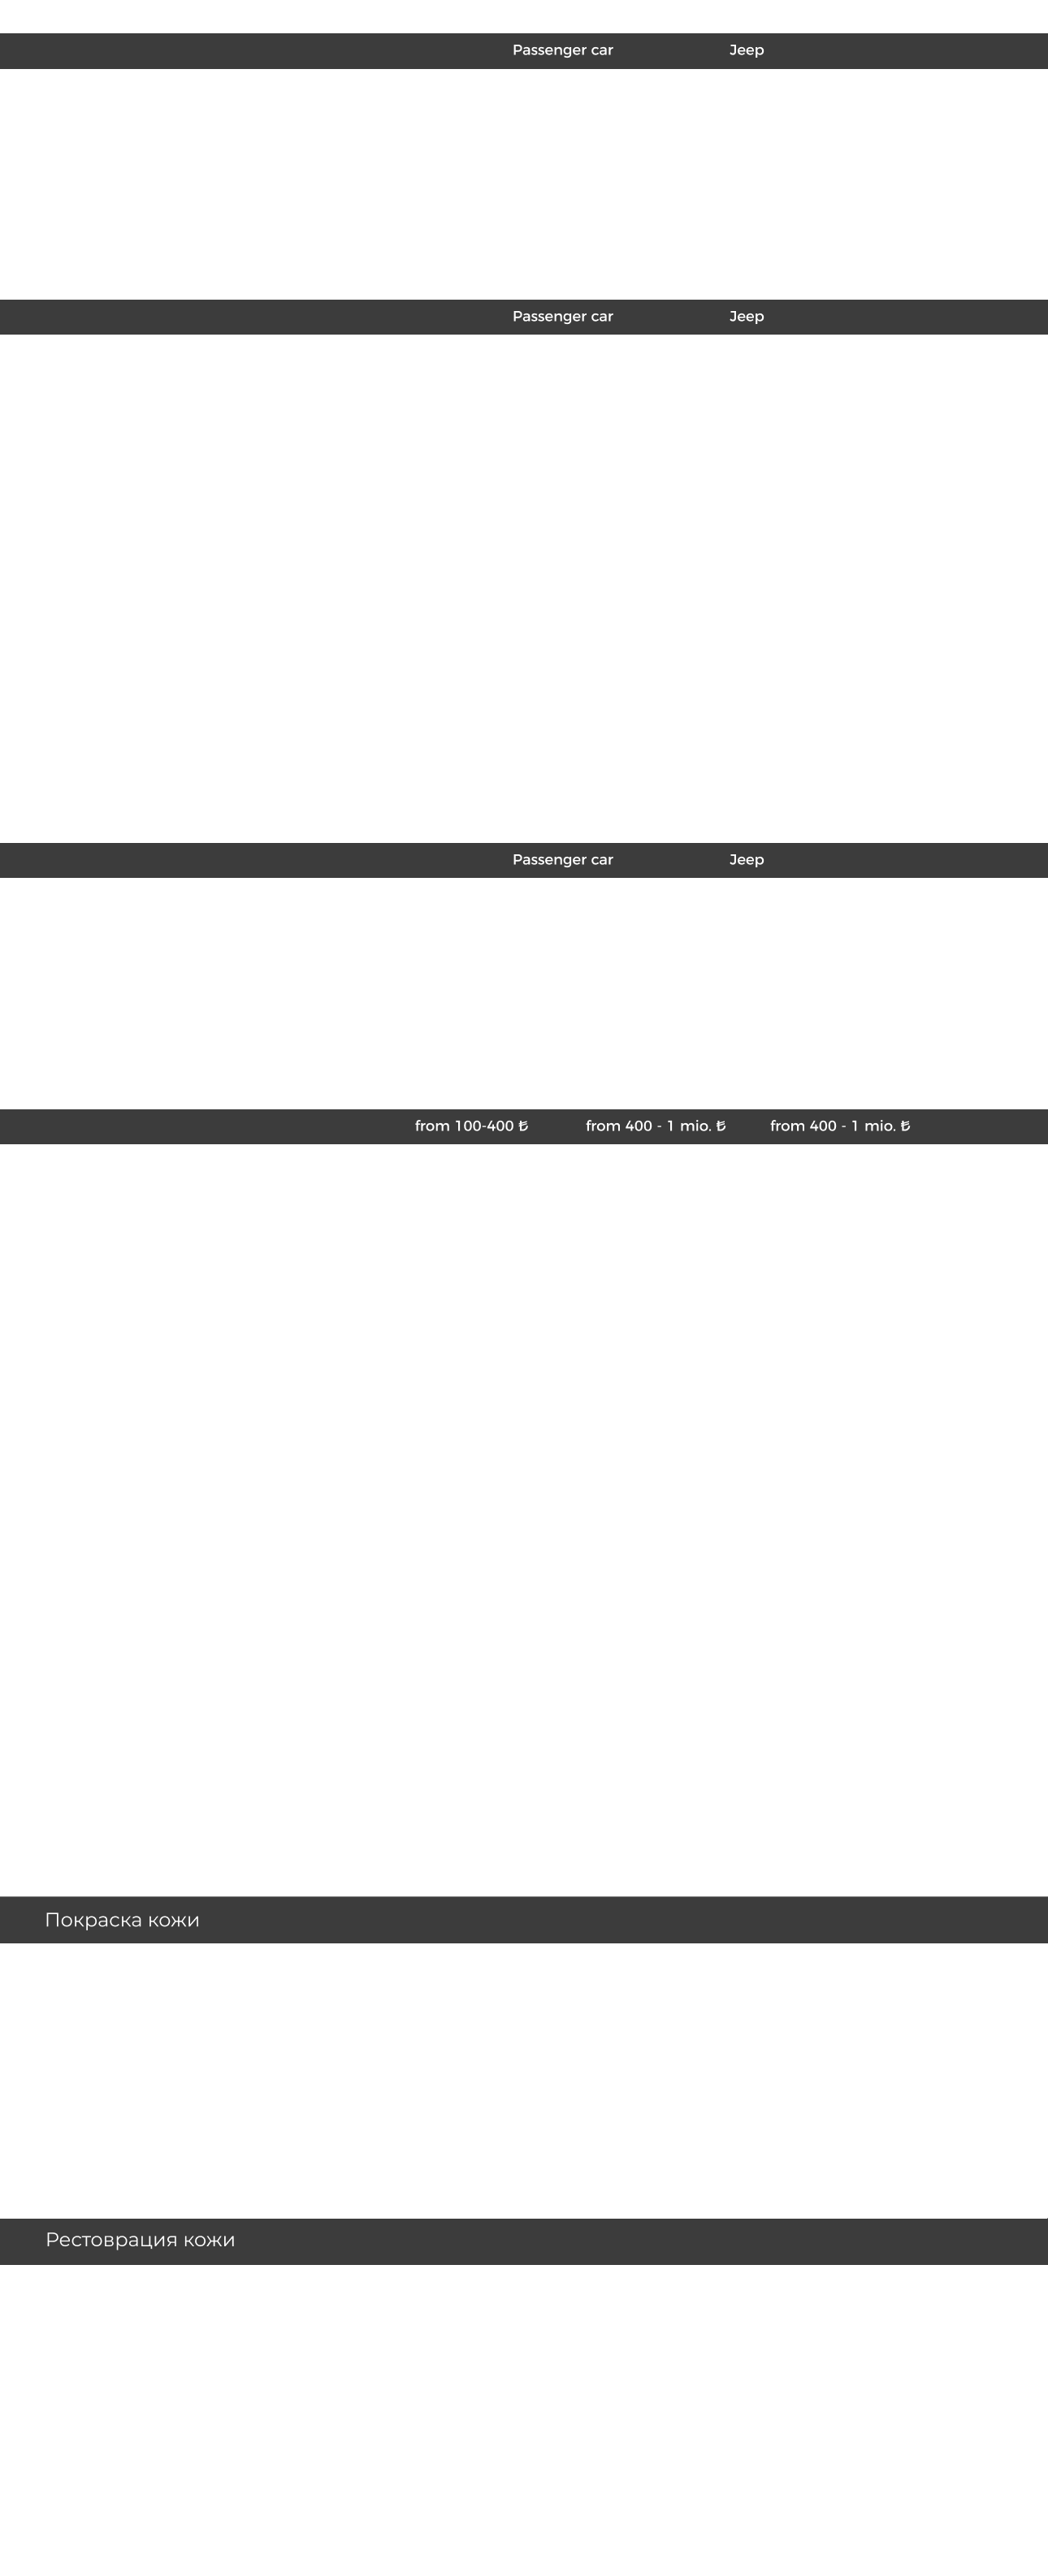 Passenger car Jeep
Passenger car Jeep
Passenger car Jeep
from 100-400 ₺ from 400 - 1 mio. ₺ from 400 - 1 mio. ₺
Покраска кожи
Рестоврация кожи